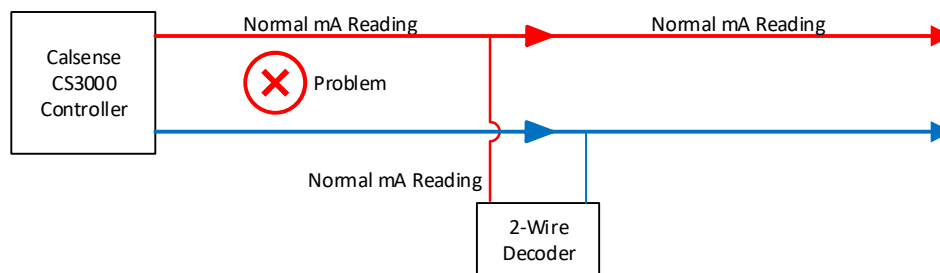 Normal mA Reading
Normal mA Reading
Calsense
CS3000
Controller
Problem
Normal mA Reading
2-Wire
Decoder